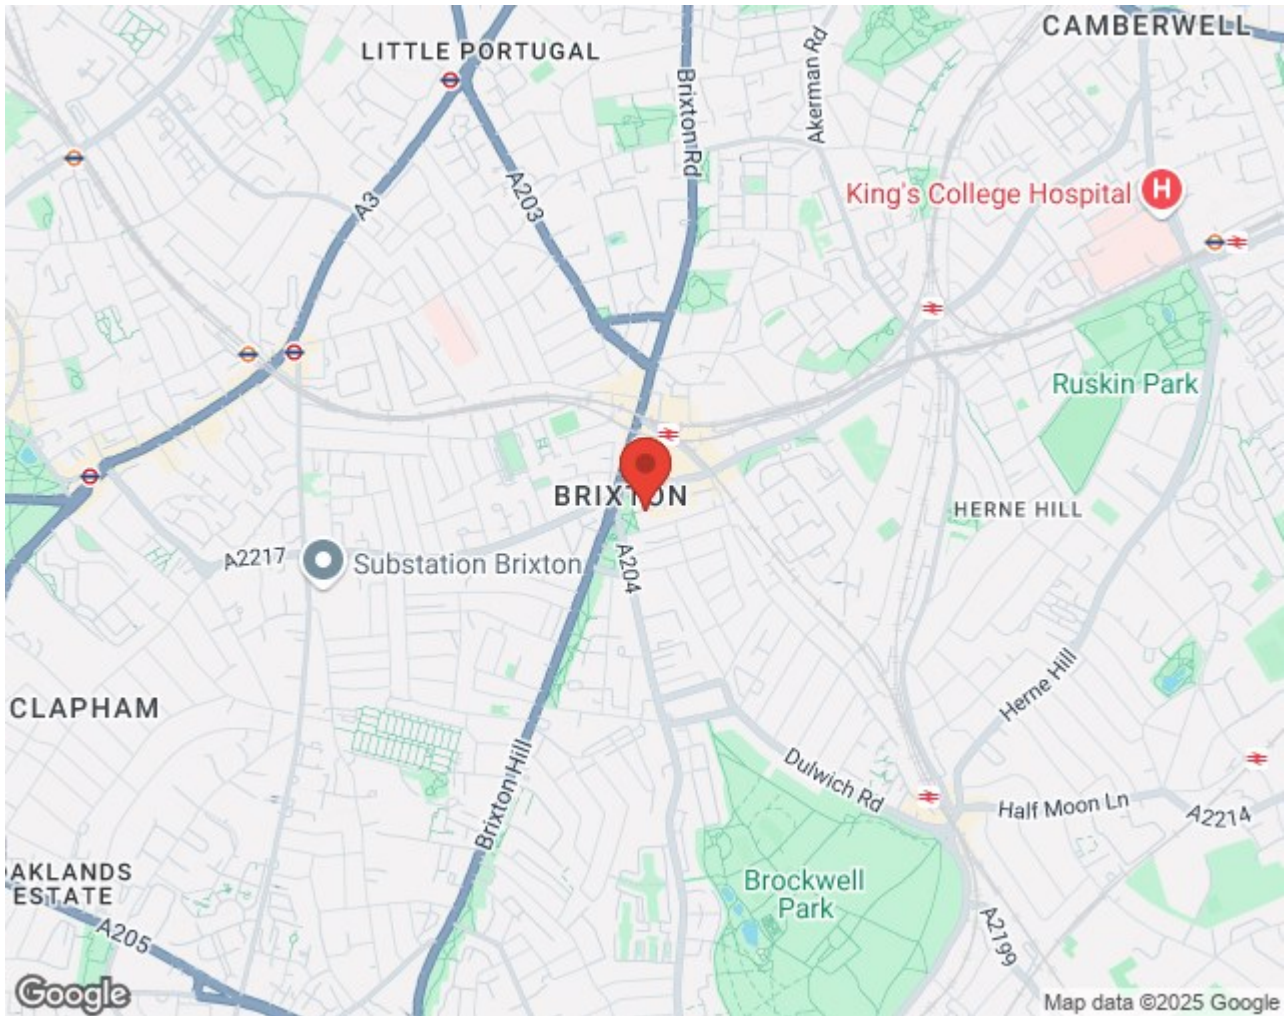 CAMBERWELL
LITTLE PORTUGAL
Akerman Rd
Brixton Rd
A203
A3
King's College Hospital
H
Ruskin Park
BRIXTON
HERNE HILL
A2217
Substation Brixton
A204
Herne Hill
CLAPHAM
Brixton Hill
Dulwich Rd
Half Moon Ln
A2214
AKLANDS
ESTATE
Brockwell
Park
A205
A2199
Google
Map data ©2025 Google